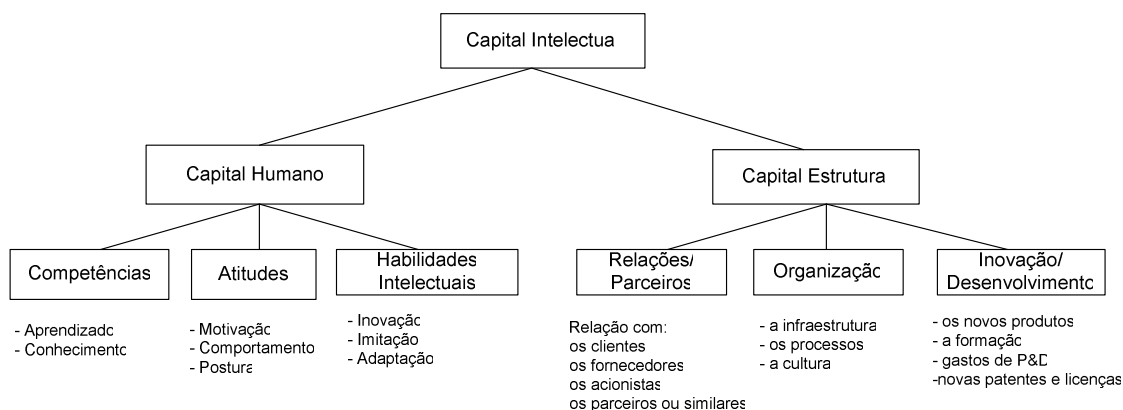 Capital Intelectua
Capital Humano
Capital Estrutura
Competências
Atitudes
Habilidades
Intelectuais
Relações/
Parceiros
Organização
Inovação/
Desenvolvimento
- Aprendizado
- Conhecimento
- Motivação
- Comportamento
- Postura
- Inovação
- Imitação
- Adaptação
Relação com:
os clientes
os fornecedores
os acionistas
os parceiros ou similares
- a infraestrutura
- os processos
- a cultura
- os novos produtos
- a formação
- gastos de P&D
-novas patentes e licenças